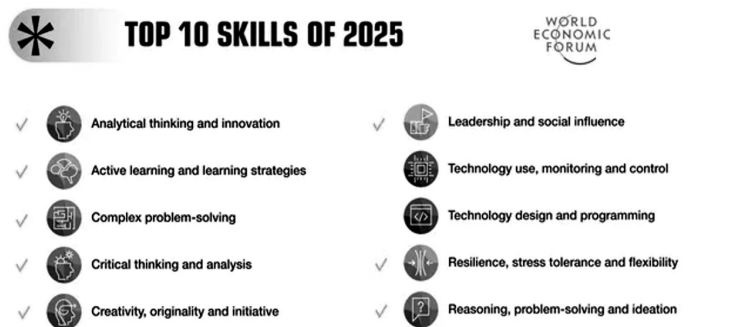 TOP 10 SKILLS OF 2025
WORLD
ECONOMIC
FORUM
Analytical thinking and innovation
Active learning and learning strategies
Complex problem-solving
Critical thinking and analysis
Creativity, originality and initiative
Leadership and social influence
Technology use, monitoring and control
Technology design and programming
Resilience, stress tolerance and flexibility
Reasoning, problem-solving and ideation